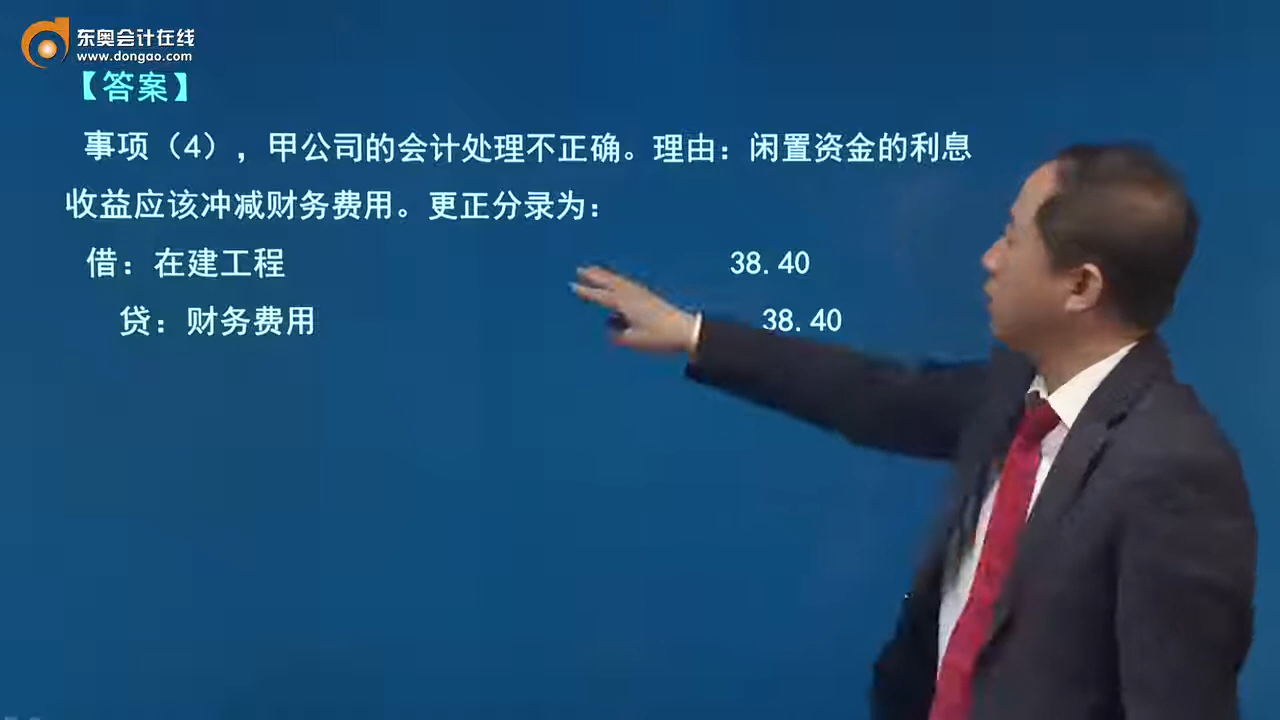 东奥会计在线
www.dongao.com
【答案】
事项（4），甲公司的会计处理不正确。理由：闲置资金的利息
收益应该冲减财务费用。更正分录为：
借：在建工程 38.40
贷：财务费用 38.40